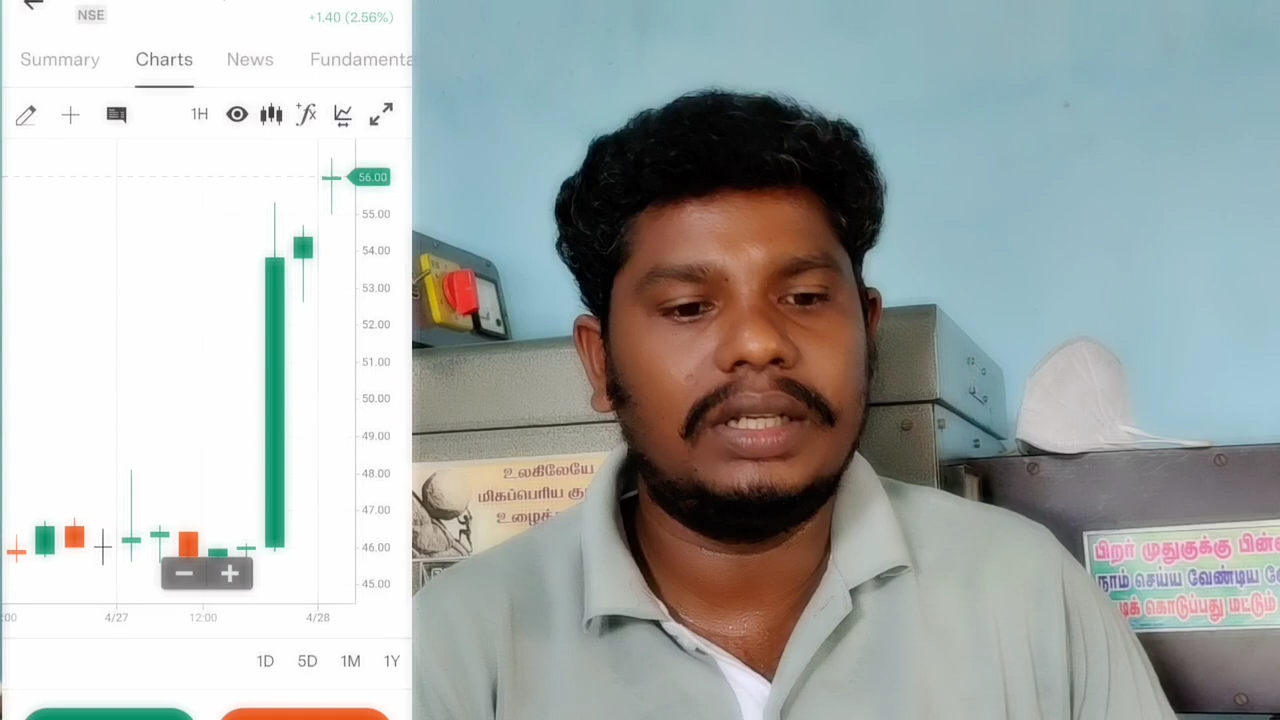 NSE
+1.40 (2.56%)
Summary
Charts
News
Fundamenta
1H
56.00
55.00
54.00
53.00
52.00
51.00
50.00
49.00
48.00
47.00
46.00
45.00
:00
4/27
12:00
4/28
1D
5D
1M
1Y
உலகிலேயே
மிகப்பெரிய
பிறர் முதுகுக்கு
நாம் செய்ய வேண்டிய
கொடுப்பது மட்டும்